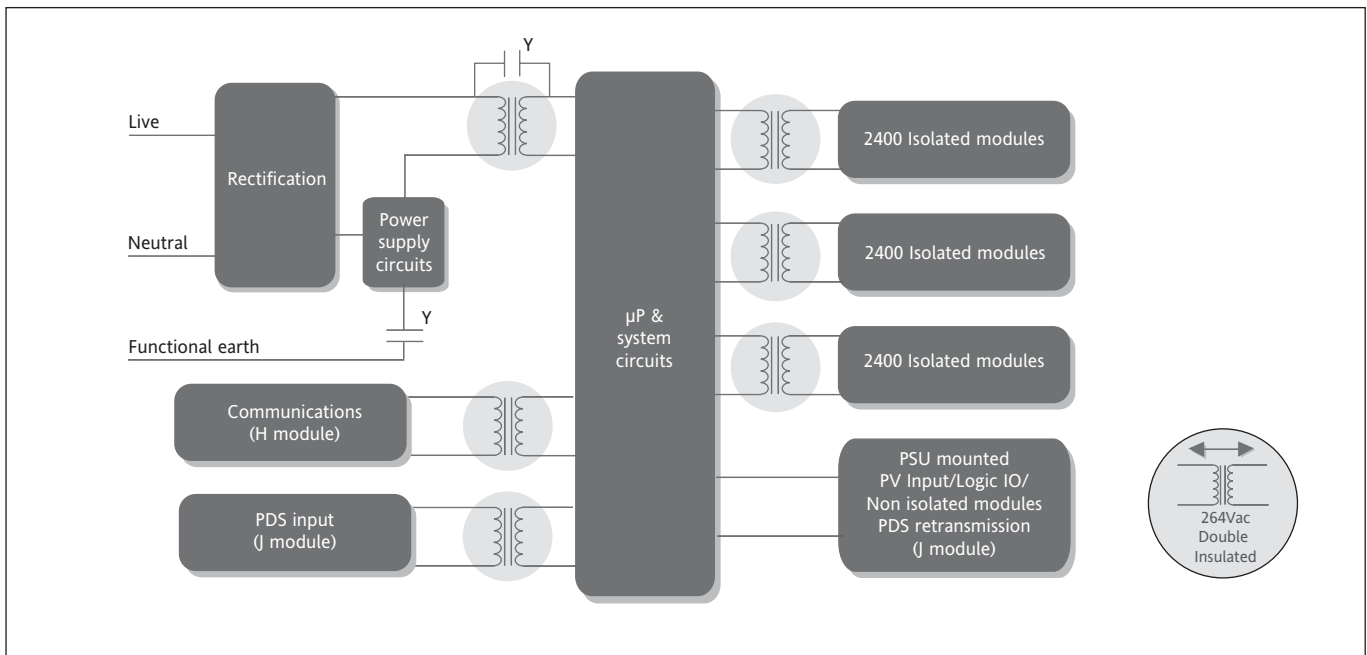 Y
Live
Rectification
Neutral
Power
supply
circuits
Y
Functional earth
Communications
(H module)
PDS input
(J module)
µP &
system
circuits
2400 Isolated modules
2400 Isolated modules
2400 Isolated modules
PSU mounted
PV Input/Logic IO/
Non isolated modules
PDS retransmission
(J module)
264Vac
Double
Insulated